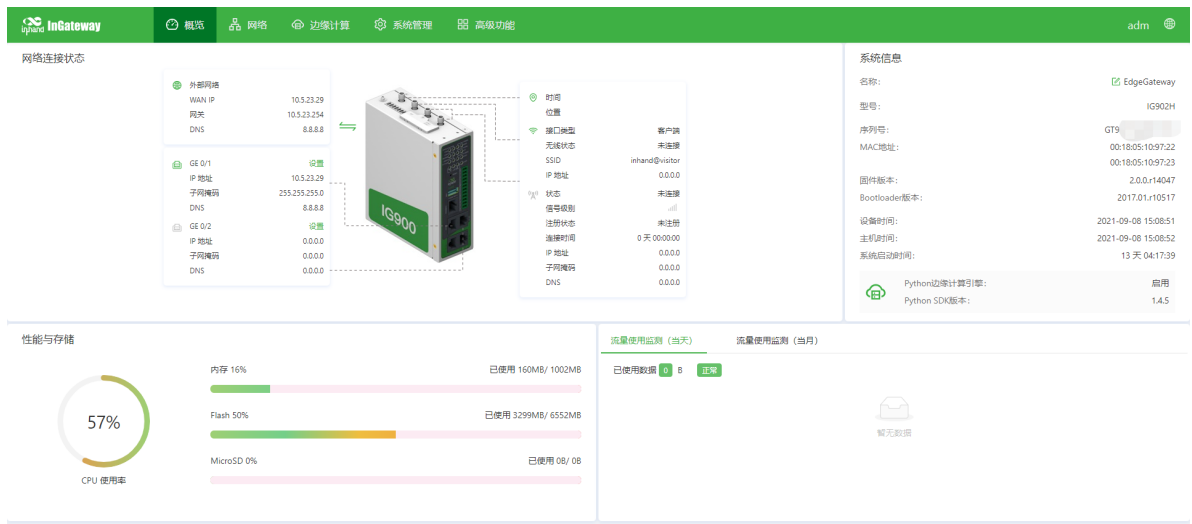 inhand InGateway 概览 网络 边缘计算 系统管理 高级功能 adm
网络连接状态
外部网络
WAN IP 10.5.23.29
网关 10.5.23.254
DNS 8.8.8.8
GE 0/1 设置
IP 地址 10.5.23.29
子网掩码 255.255.255.0
DNS 8.8.8.8
GE 0/2 设置
IP 地址 0.0.0.0
子网掩码 0.0.0.0
DNS 0.0.0.0
IG900
时间
位置
接口类型 客户端
无线状态 未连接
SSID inhand@visitor
IP 地址 0.0.0.0
状态 未连接
信号级别
注册状态 未注册
连接时间 0 天 00:00:00
IP 地址 0.0.0.0
子网掩码 0.0.0.0
DNS 0.0.0.0
系统信息
名称: EdgeGateway
型号: IG902H
序列号: GT9
MAC地址: 00:18:05:10:97:22
00:18:05:10:97:23
固件版本: 2.0.0.r14047
Bootloader版本: 2017.01.r10517
设备时间: 2021-09-08 15:08:51
主机时间: 2021-09-08 15:08:52
系统启动时间: 13 天 04:17:39
Python边缘计算引擎: 启用
Python SDK版本: 1.4.5
性能与存储
57%
CPU 使用率
内存 16% 已使用 160MB/ 1002MB
Flash 50% 已使用 3299MB/ 6552MB
MicroSD 0% 已使用 0B/ 0B
流量使用监测（当天） 流量使用监测（当月）
已使用数据 0 B 正常
暂无数据